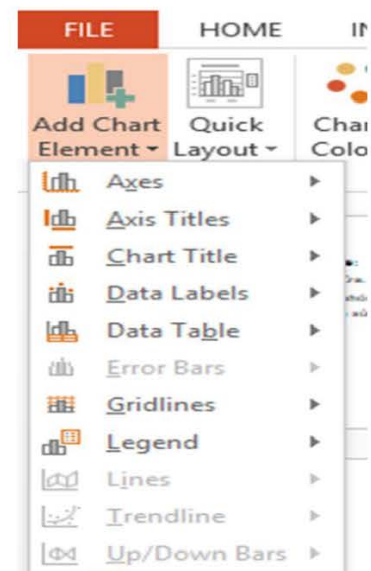 FILE HOME
Add Chart Element Quick Layout
Axes
Axis Titles
Chart Title
Data Labels
Data Table
Error Bars
Gridlines
Legend
Lines
Trendline
Up/Down Bars